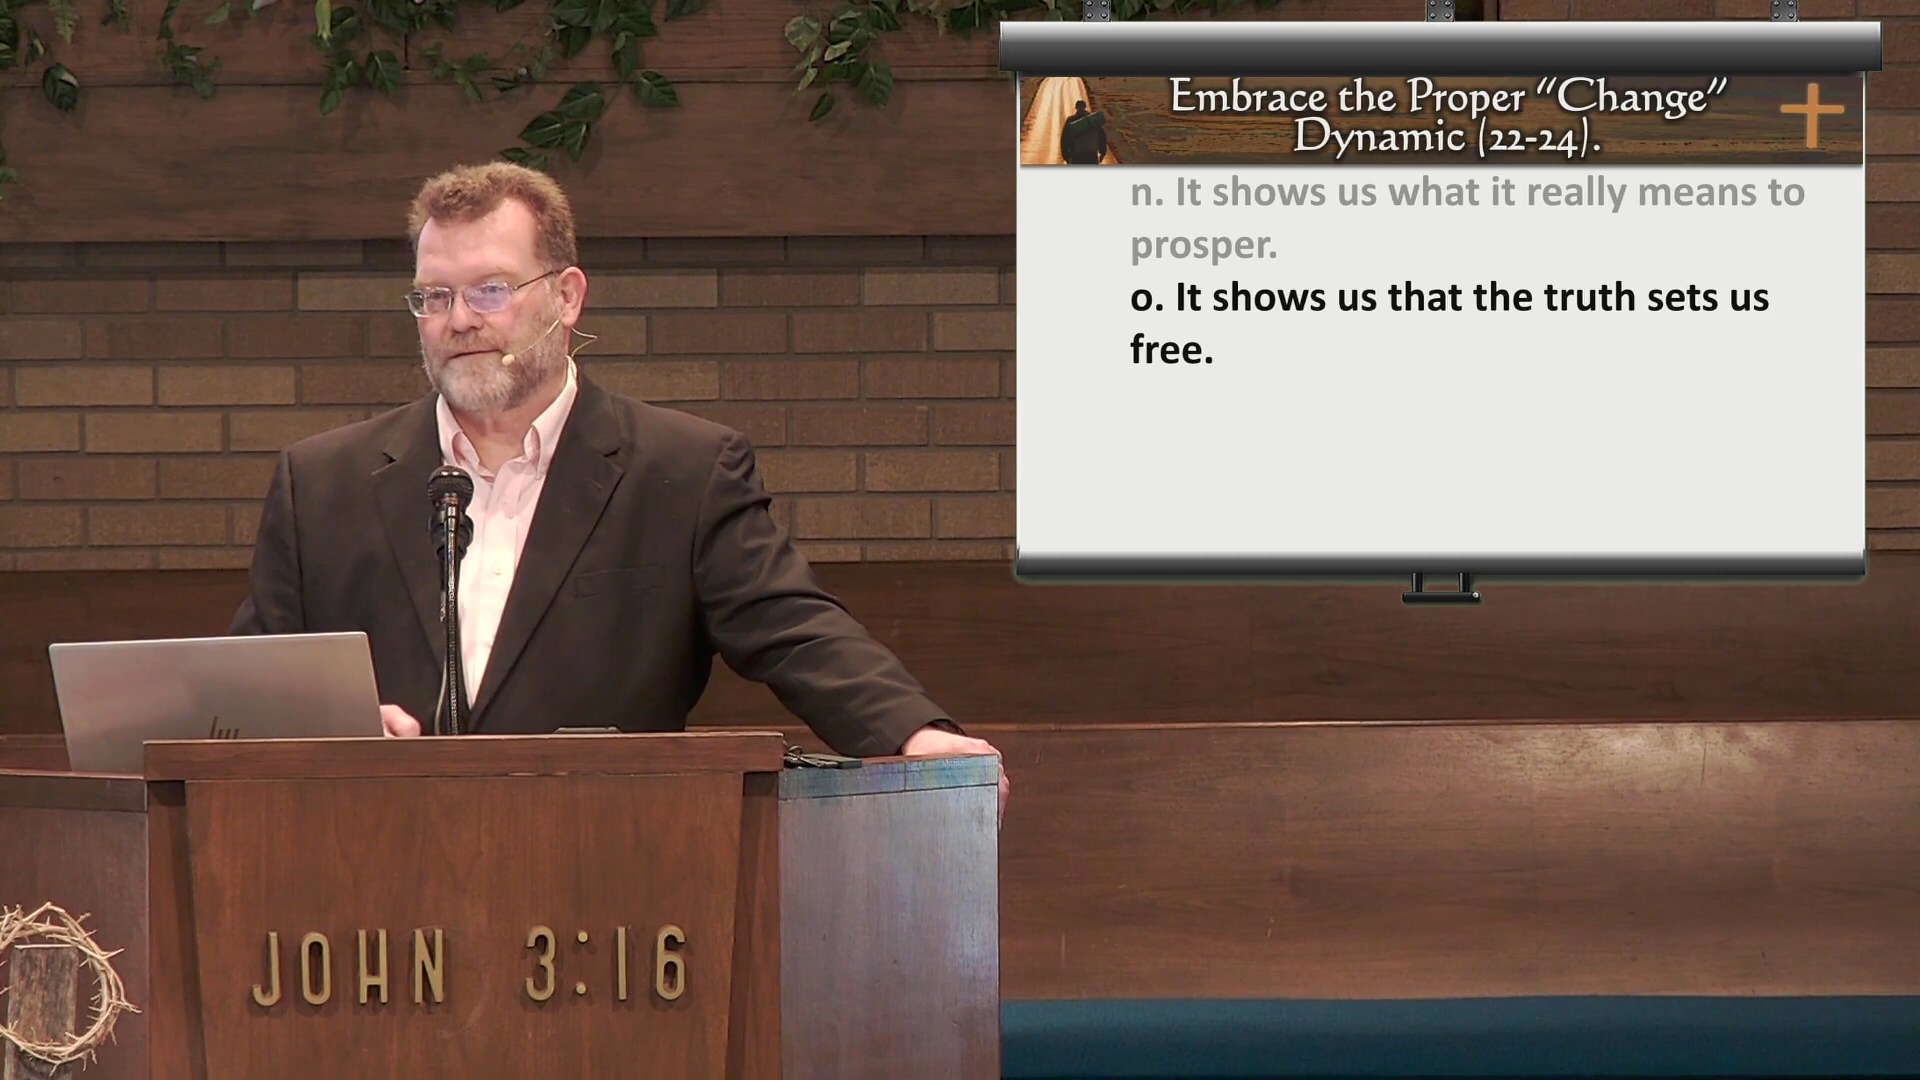 Embrace the Proper “Change”
Dynamic (22-24).
n. It shows us what it really means to
prosper.
o. It shows us that the truth sets us
free.
hp
JOHN 3:16